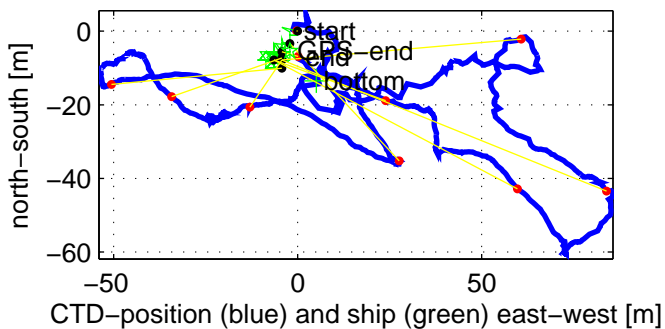 0
−20
−40
−60
north−south [m]
start
GPS−end
end
bottom
−50 0 50
CTD−position (blue) and ship (green) east−west [m]